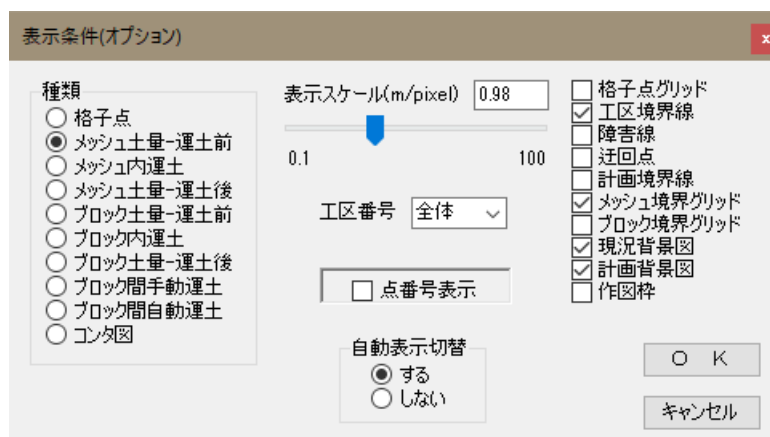 表示条件(オプション)
x
種類
格子点
メッシュ土量-運土前
メッシュ内運土
メッシュ土量-運土後
ブロック土量-運土前
ブロック内運土
ブロック土量-運土後
ブロック間手動運土
ブロック間自動運土
コンタ図
表示スケール(m/pixel) 0.98
0.1 100
工区番号 全体
点番号表示
自動表示切替
する
しない
格子点グリッド
工区境界線
障害線
迂回点
計画境界線
メッシュ境界グリッド
ブロック境界グリッド
現況背景図
計画背景図
作図枠
O K
キャンセル